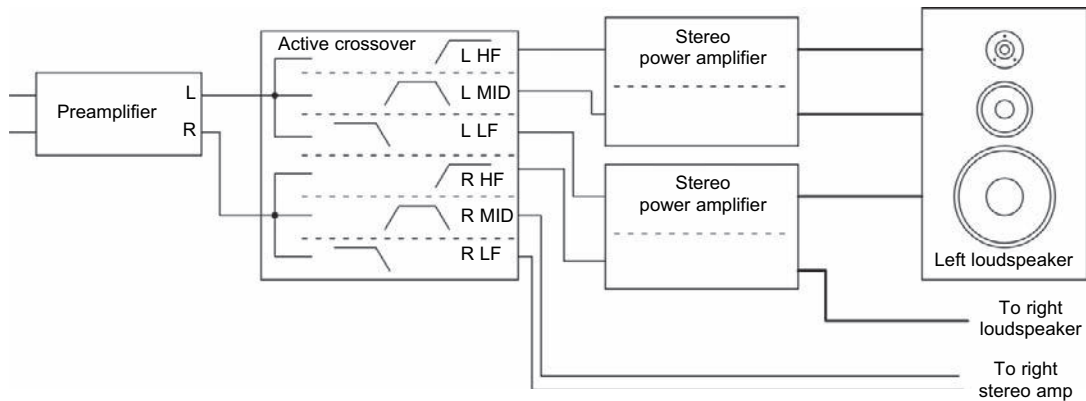 Preamplifier
L
R
Active crossover
L HF
L MID
L LF
R HF
R MID
R LF
Stereo
power amplifier
Stereo
power amplifier
Left loudspeaker
To right
loudspeaker
To right
stereo amp